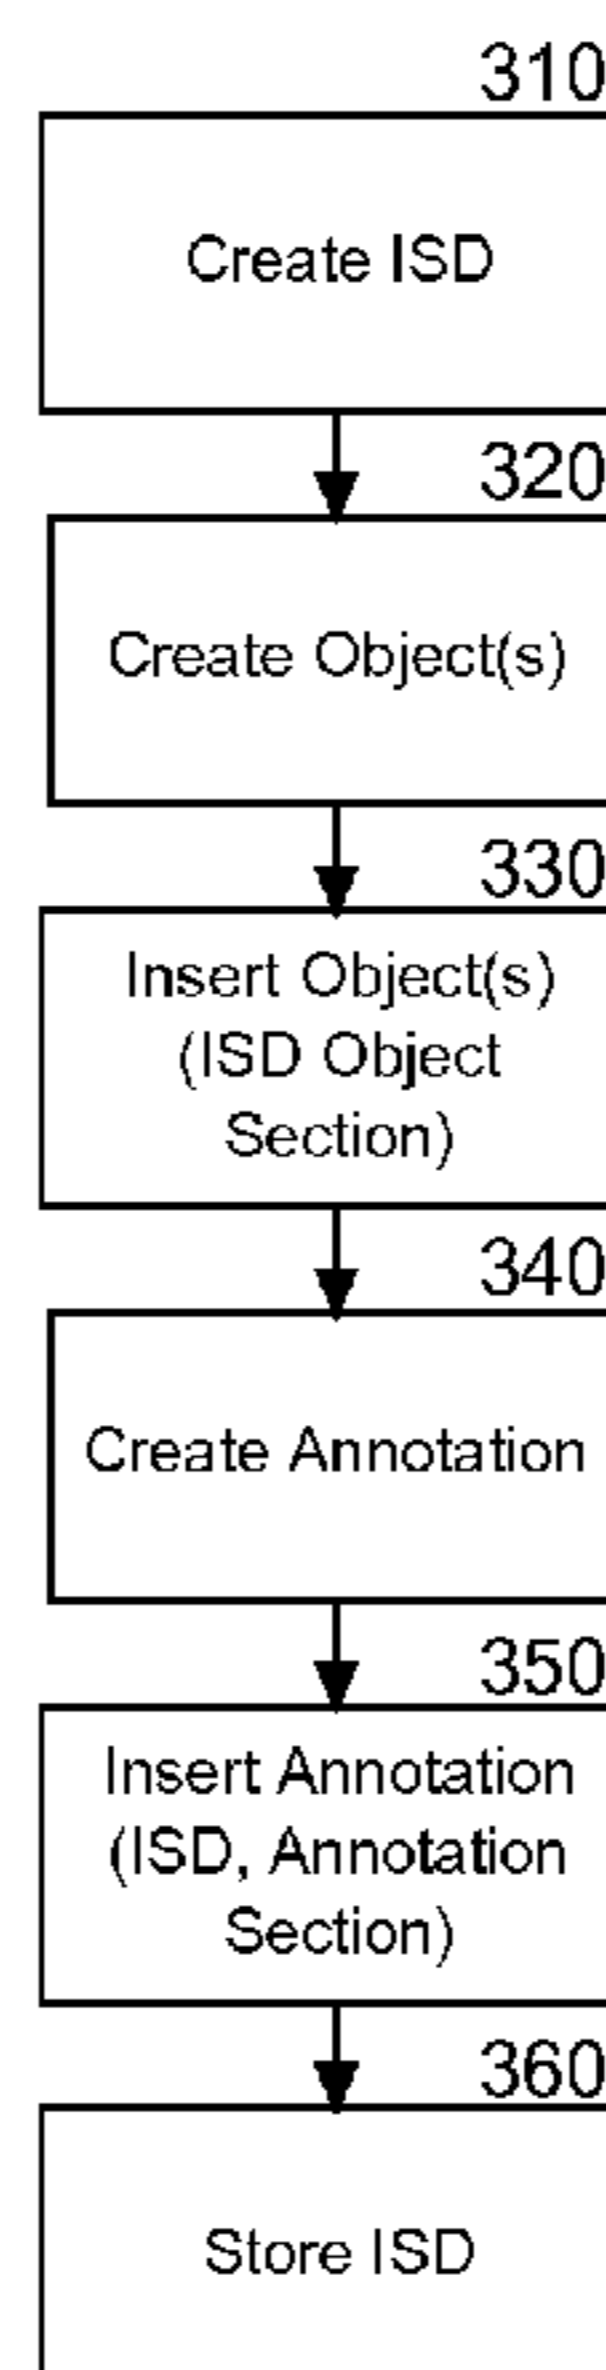 310
Create ISD
320
Create Object(s)
330
Insert Object(s)
(ISD Object
Section)
340
Create Annotation
350
Insert Annotation
(ISD, Annotation
Section)
360
Store ISD